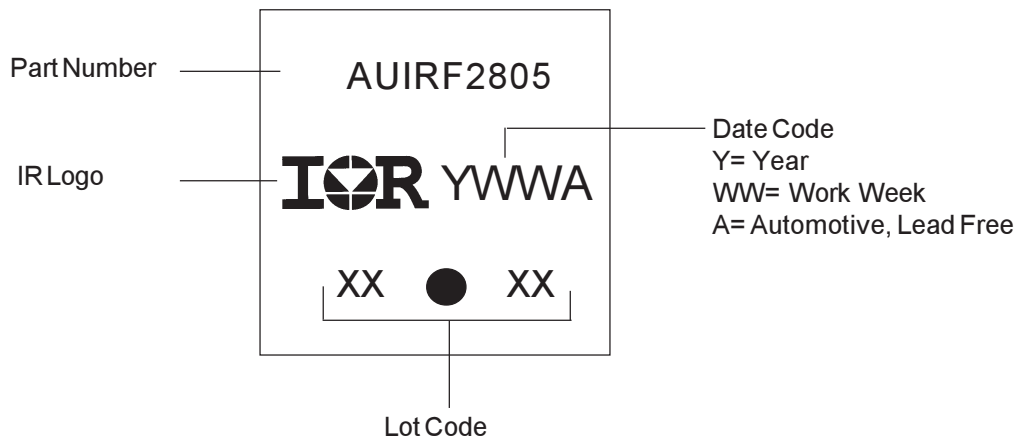 Part Number
AUIRF2805
IR Logo
IOR YWWA
Date Code
Y= Year
WW= Work Week
A= Automotive, Lead Free
XX XX
Lot Code